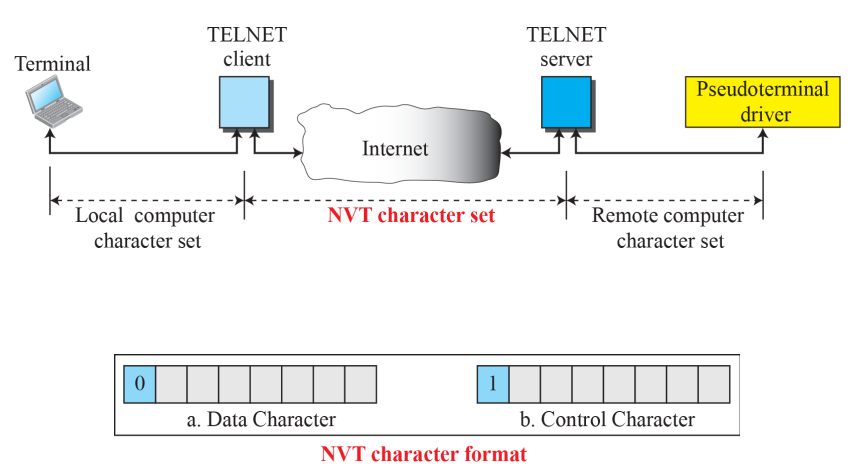 Terminal
TELNET
client
TELNET
server
Pseudoterminal
driver
Internet
Local computer
character set
NVT character set
Remote computer
character set
0
a. Data Character
1
b. Control Character
NVT character format